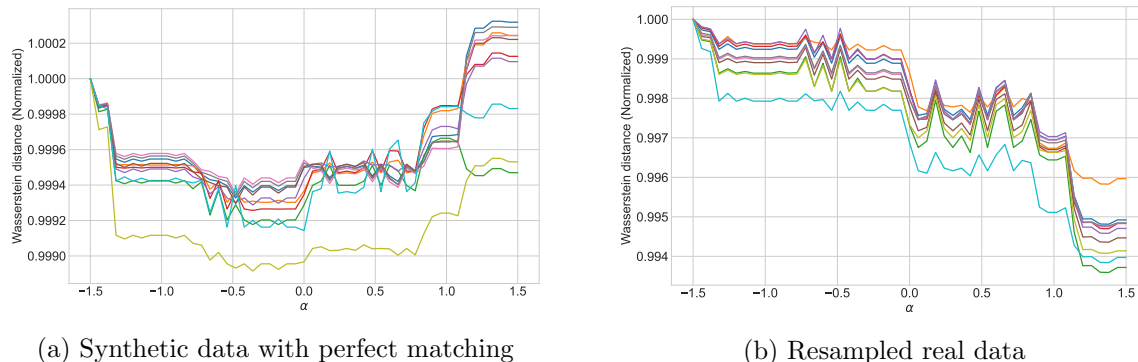 Wasserstein distance (Normalized)
1.0002
1.0000
0.9998
0.9996
0.9994
0.9992
0.9990
−1.5 −1.0 −0.5 0.0 0.5 1.0 1.5
α
(a) Synthetic data with perfect matching
Wasserstein distance (Normalized)
1.000
0.999
0.998
0.997
0.996
0.995
0.994
−1.5 −1.0 −0.5 0.0 0.5 1.0 1.5
α
(b) Resampled real data